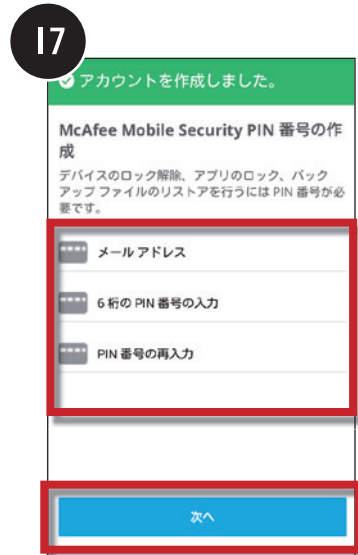 17
アカウントを作成しました。
McAfee Mobile Security PIN 番号の作
成
デバイスのロック解除、アプリのロック、バック
アップ ファイルのリストアを行うには PIN 番号が必
要です。
メール アドレス
6 桁の PIN 番号の入力
PIN 番号の再入力
次へ